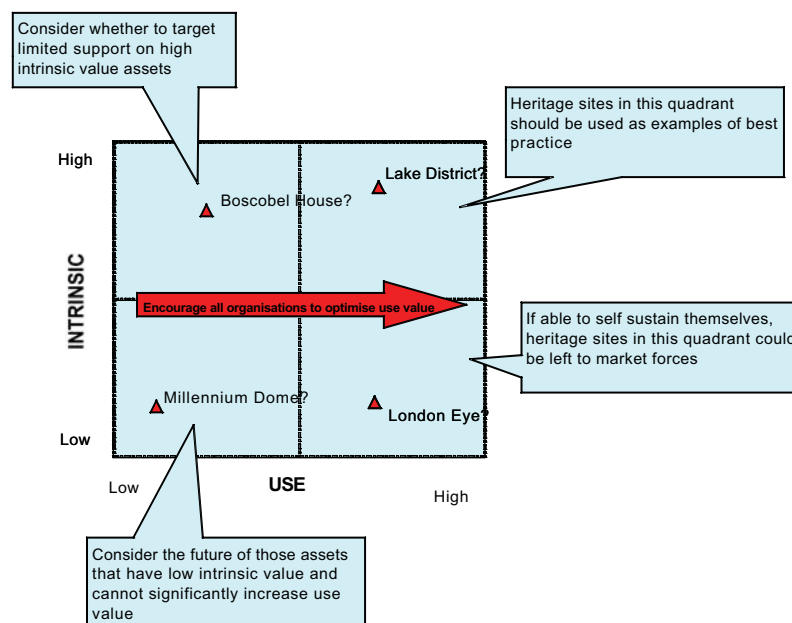 Consider whether to target
limited support on high
intrinsic value assets
Heritage sites in this quadrant
should be used as examples of best
practice
High
Lake District?
Boscobel House?
INTRINSIC
Encourage all organisations to optimise use value
If able to self sustain themselves,
heritage sites in this quadrant could
be left to market forces
Millennium Dome?
London Eye?
Low
Low
USE
High
Consider the future of those assets
that have low intrinsic value and
cannot significantly increase use
value